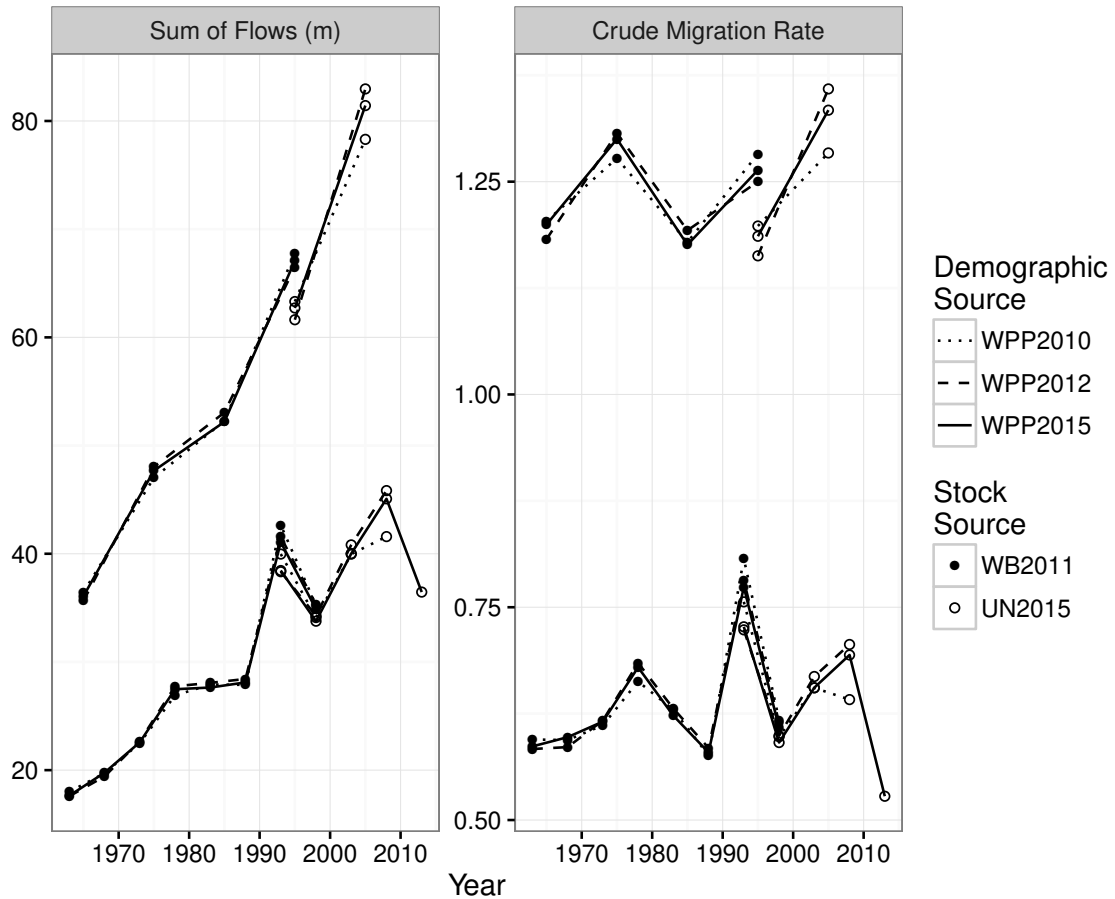 Sum of Flows (m)
Crude Migration Rate
80
60
40
20
1.25
1.00
0.75
0.50
1970 1980 1990 2000 2010
1970 1980 1990 2000 2010
Year
Demographic
Source
WPP2010
WPP2012
WPP2015
Stock
Source
WB2011
UN2015